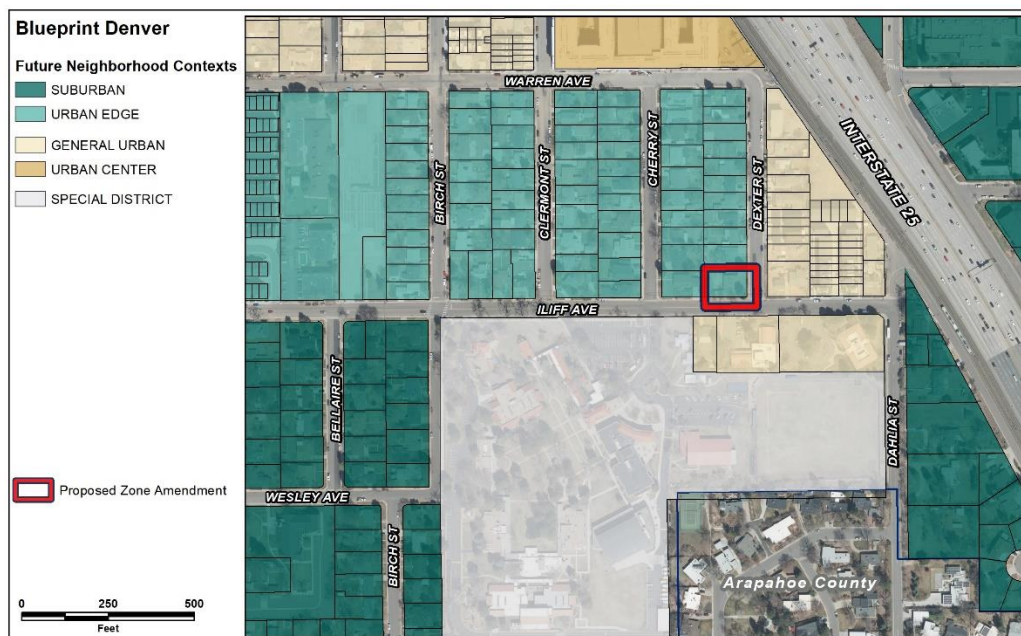 Blueprint Denver
Future Neighborhood Contexts
SUBURBAN
URBAN EDGE
GENERAL URBAN
URBAN CENTER
SPECIAL DISTRICT
Proposed Zone Amendment
0 250 500
Feet
WARREN AVE
INTERSTATE 25
BIRCH ST
CLERMONT ST
CHERRY ST
DEXTER ST
ILIFF AVE
BELLAIRE ST
DAHLIA ST
WESLEY AVE
BIRCH ST
Arapahoe County